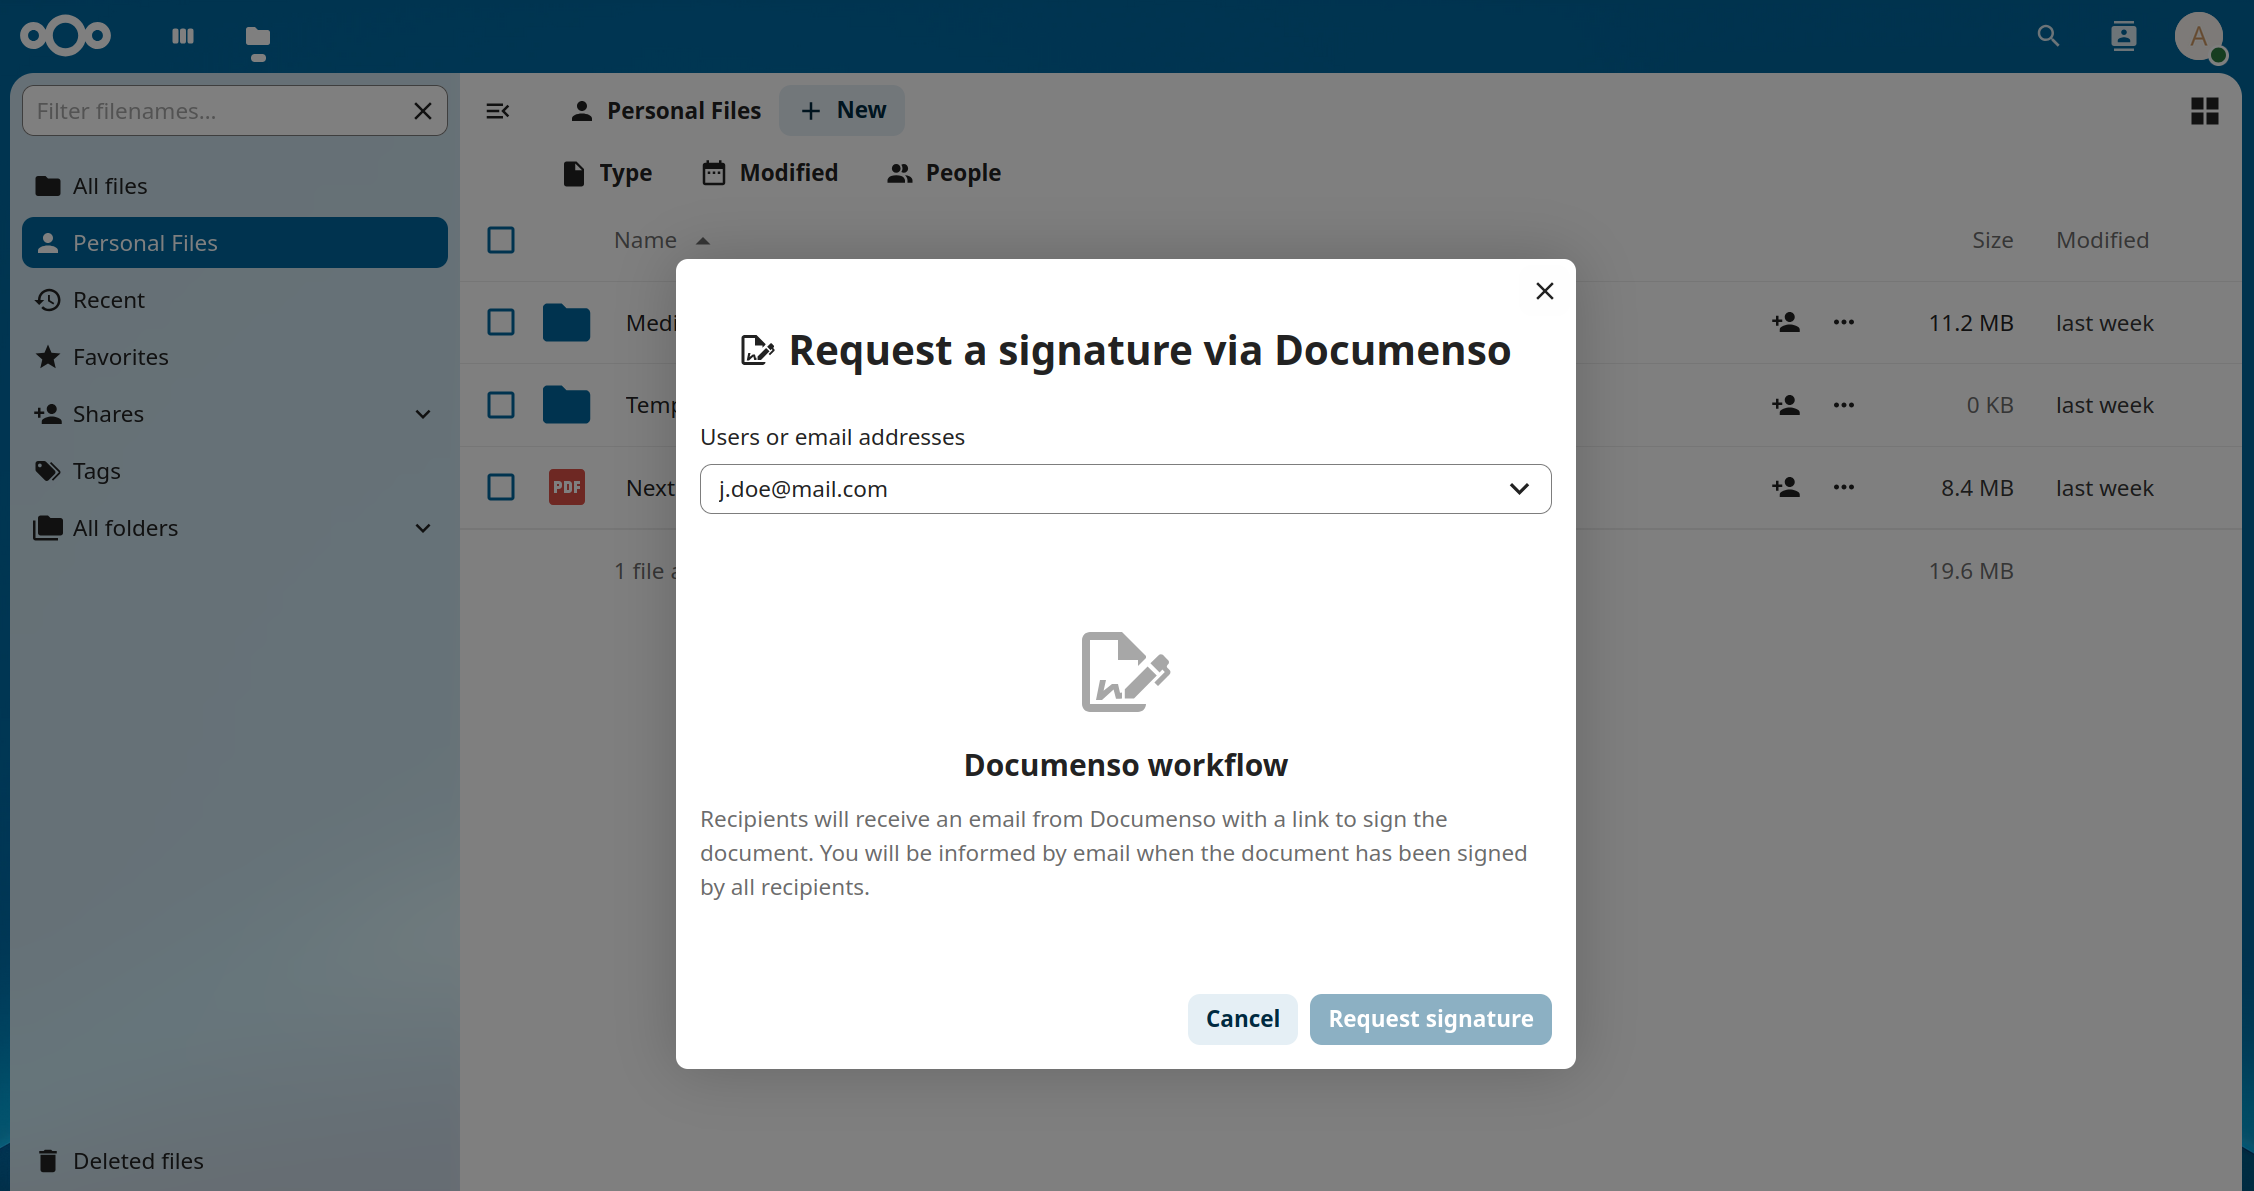 A
Filter filenames...
Personal Files
New
All files
Type
Modified
People
Personal Files
Name
Size
Modified
Recent
Medi
11.2 MB
last week
Request a signature via Documenso
Favorites
Temp
0 KB
last week
Shares
Users or email addresses
Tags
PDF
Next
j.doe@mail.com
8.4 MB
last week
All folders
1 file a
19.6 MB
Documenso workflow
Recipients will receive an email from Documenso with a link to sign the
document. You will be informed by email when the document has been signed
by all recipients.
Cancel
Request signature
Deleted files